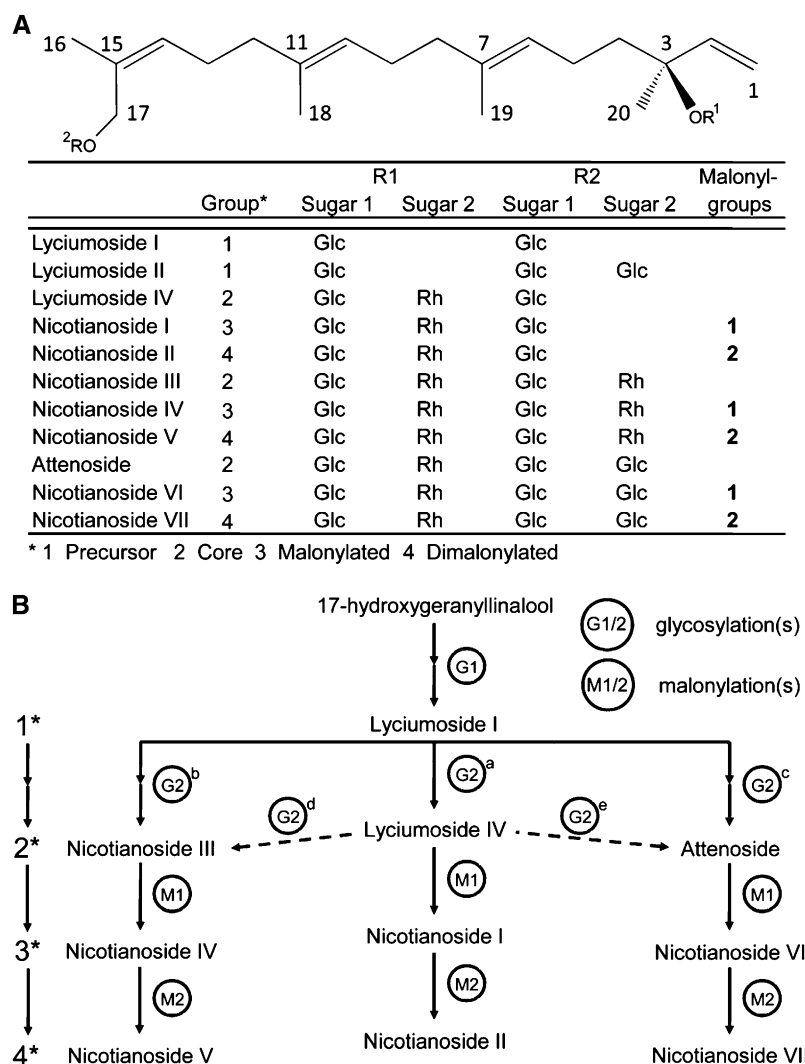 A
16 15 11 7 3
17 18 19 20 1
²RO OR¹
R1 R2 Malonyl-
Group* Sugar 1 Sugar 2 Sugar 1 Sugar 2 groups
Lyciumoside I 1 Glc Glc
Lyciumoside II 1 Glc Glc Glc
Lyciumoside IV 2 Glc Rh Glc
Nicotianoside I 3 Glc Rh Glc 1
Nicotianoside II 4 Glc Rh Glc 2
Nicotianoside III 2 Glc Rh Glc Rh
Nicotianoside IV 3 Glc Rh Glc Rh 1
Nicotianoside V 4 Glc Rh Glc Rh 2
Attenoside 2 Glc Rh Glc Glc
Nicotianoside VI 3 Glc Rh Glc Glc 1
Nicotianoside VII 4 Glc Rh Glc Glc 2
* 1 Precursor 2 Core 3 Malonylated 4 Dimalonylated
B
17-hydroxygeranyllinalool
G1/2 glycosylation(s)
G1
M1/2 malonylation(s)
1* Lyciumoside I
G2ᵇ G2ᵃ G2ᶜ
G2ᵈ G2ᵉ
2* Nicotianoside III Lyciumoside IV Attenoside
M1 M1 M1
3* Nicotianoside IV Nicotianoside I Nicotianoside VI
M2 M2 M2
4* Nicotianoside V Nicotianoside II Nicotianoside VI